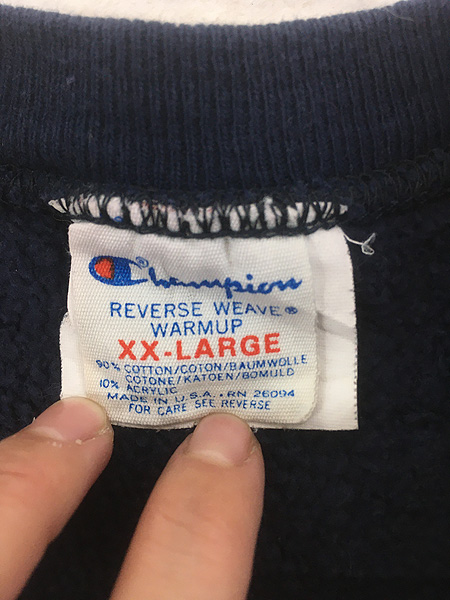 Champion®
REVERSE WEAVE®
WARMUP
XX-LARGE
90% COTTON/COTON/BAUMWOLLE
COTONE/KATOEN/BOMULD
10% ACRYLIC
MADE IN U.S.A. • RN 26094
FOR CARE SEE REVERSE